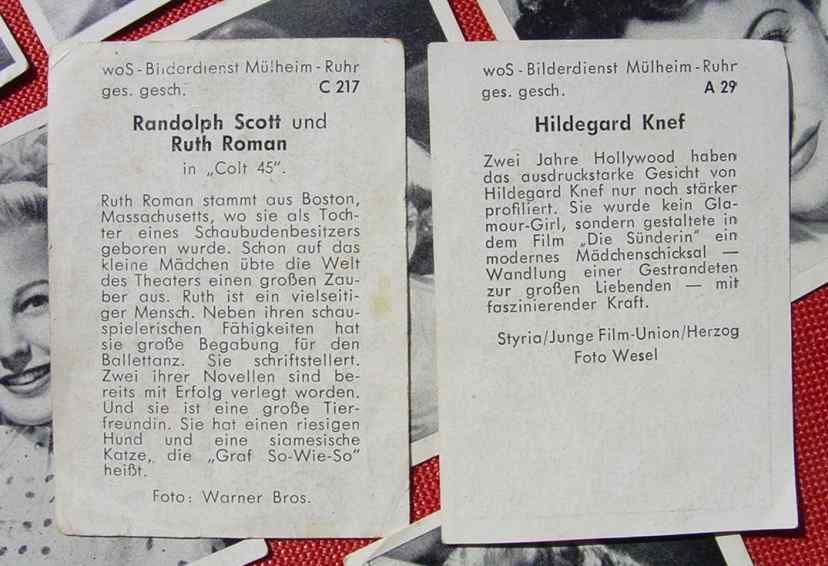 woS-Bilderdienst Mülheim-Ruhr
ges. gesch. C 217
Randolph Scott und
Ruth Roman
in „Colt 45".
Ruth Roman stammt aus Boston,
Massachusetts, wo sie als Toch-
ter eines Schaubudenbesitzers
geboren wurde. Schon auf das
kleine Mädchen übte die Welt
des Theaters einen großen Zau-
ber aus. Ruth ist ein vielseiti-
ger Mensch. Neben ihren schau-
spielerischen Fähigkeiten hat
sie große Begabung für den
Ballettanz. Sie schriftstellert.
Zwei ihrer Novellen sind be-
reits mit Erfolg verlegt worden.
Und sie ist eine große Tier-
freundin. Sie hat einen riesigen
Hund und eine siamesische
Katze, die „Graf So-Wie-So"
heißt.
Foto: Warner Bros.
woS-Bilderdienst Mülheim-Ruhr
ges. gesch. A 29
Hildegard Knef
Zwei Jahre Hollywood haben
das ausdruckstarke Gesicht von
Hildegard Knef nur noch stärker
profiliert. Sie wurde kein Gla-
mour-Girl, sondern gestaltete in
dem Film „Die Sünderin" ein
modernes Mädchenschicksal —
Wandlung einer Gestrandeten
zur großen Liebenden — mit
faszinierender Kraft.
Styria/Junge Film-Union/Herzog
Foto Wesel